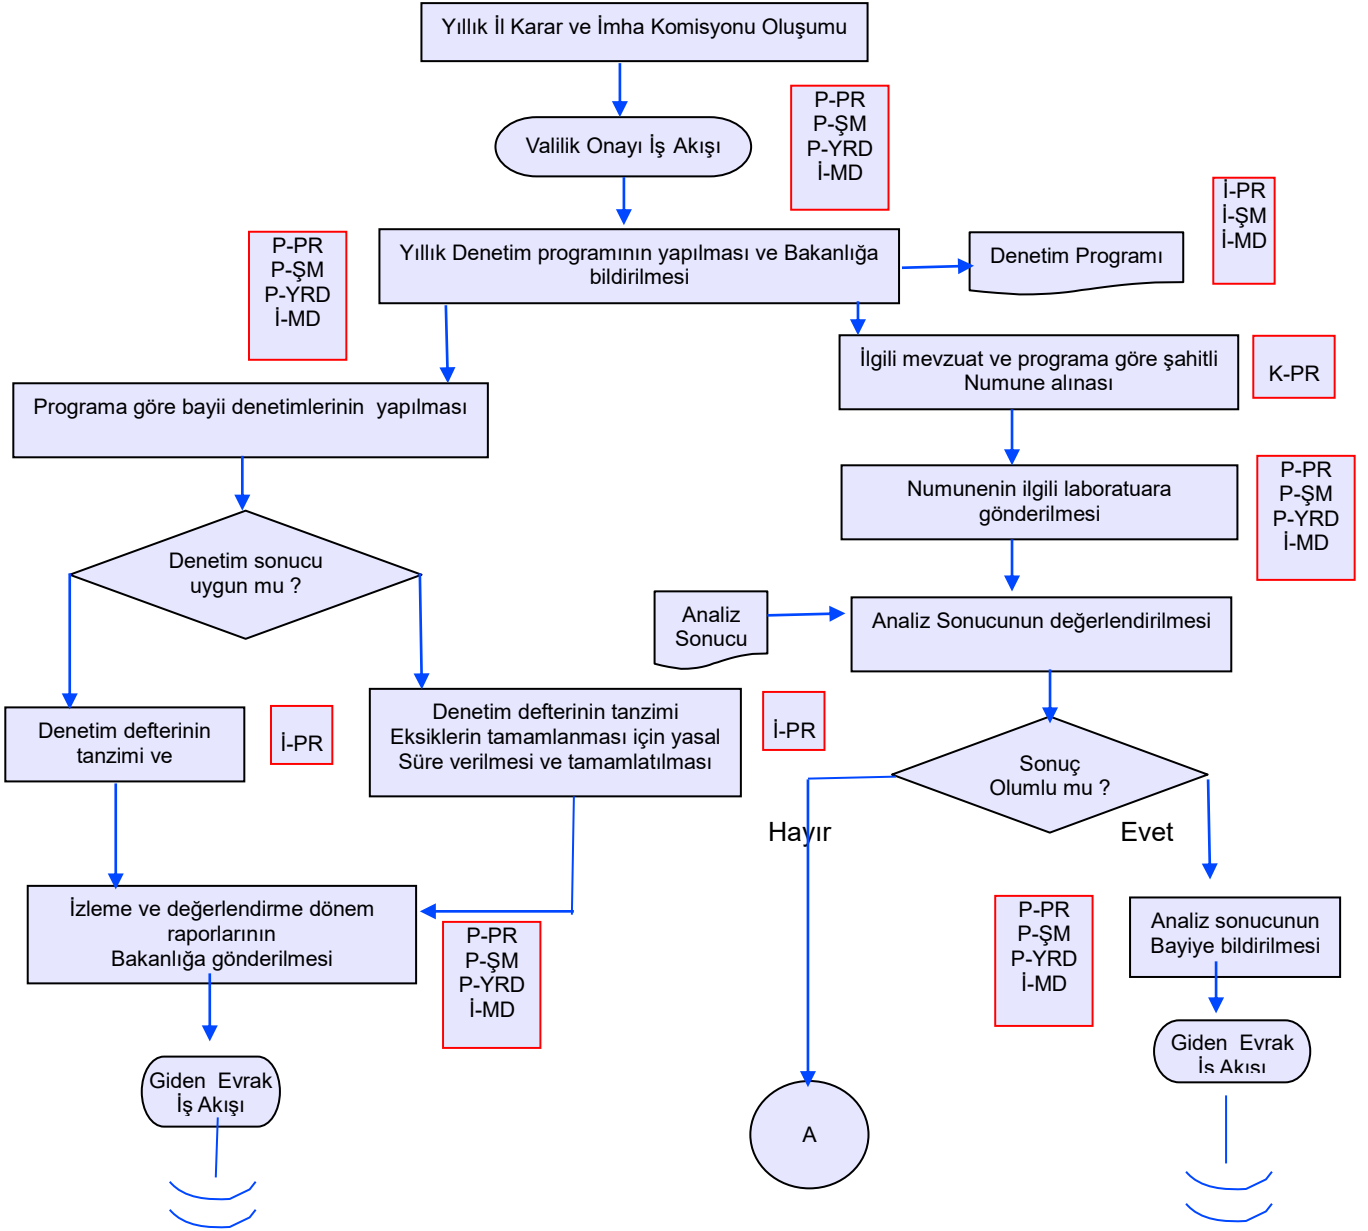 Yıllık İl Karar ve İmha Komisyonu Oluşumu
P-PR
P-ŞM
P-YRD
İ-MD
Valilik Onayı İş Akışı
İ-PR
İ-ŞM
İ-MD
P-PR
P-ŞM
P-YRD
İ-MD
Yıllık Denetim programının yapılması ve Bakanlığa
bildirilmesi
Denetim Programı
İlgili mevzuat ve programa göre şahitli
Numune alınası
K-PR
Programa göre bayii denetimlerinin yapılması
Numunenin ilgili laboratuara
gönderilmesi
P-PR
P-ŞM
P-YRD
İ-MD
Denetim sonucu
uygun mu ?
Analiz
Sonucu
Analiz Sonucunun değerlendirilmesi
Denetim defterinin
tanzimi ve
İ-PR
Denetim defterinin tanzimi
Eksiklerin tamamlanması için yasal
Süre verilmesi ve tamamlatılması
İ-PR
Sonuç
Olumlu mu ?
Hayır
Evet
İzleme ve değerlendirme dönem
raporlarının
Bakanlığa gönderilmesi
P-PR
P-ŞM
P-YRD
İ-MD
P-PR
P-ŞM
P-YRD
İ-MD
Analiz sonucunun
Bayiye bildirilmesi
Giden Evrak
İş Akışı
Giden Evrak
İş Akışı
A